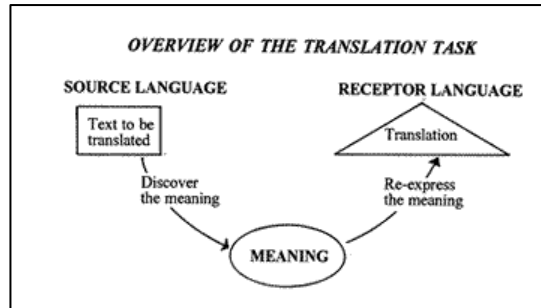 OVERVIEW OF THE TRANSLATION TASK
SOURCE LANGUAGE
RECEPTOR LANGUAGE
Text to be
translated
Translation
Discover
the meaning
Re-express
the meaning
MEANING